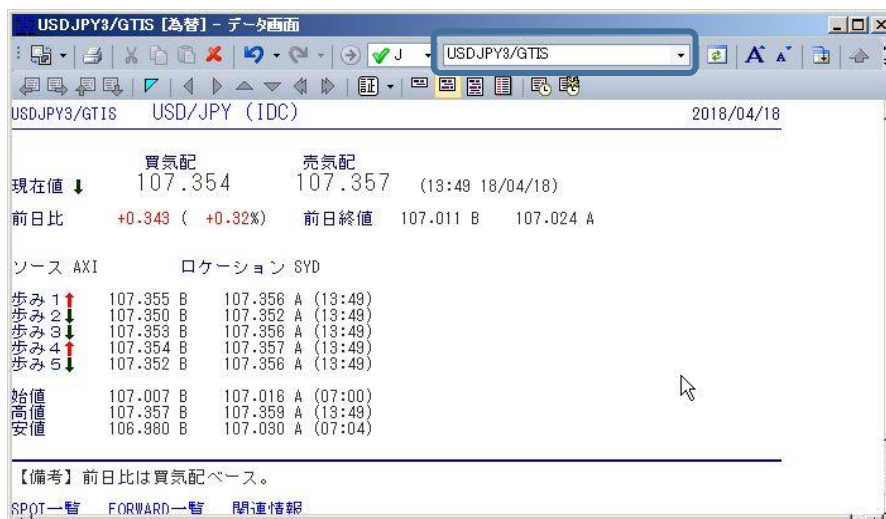 USDJPY3/GTIS [為替] - データ画面
J USDJPY3/GTIS A A
証
USDJPY3/GTIS USD/JPY (IDC) 2018/04/18
買気配 売気配
現在値 ↓ 107.354 107.357 (13:49 18/04/18)
前日比 +0.343 ( +0.32%) 前日終値 107.011 B 107.024 A
ソース AXI ロケーション SYD
歩み1↑ 107.355 B 107.356 A (13:49)
歩み2↓ 107.350 B 107.352 A (13:49)
歩み3↓ 107.353 B 107.356 A (13:49)
歩み4↑ 107.354 B 107.357 A (13:49)
歩み5↓ 107.352 B 107.356 A (13:49)
始値 107.007 B 107.016 A (07:00)
高値 107.357 B 107.359 A (13:49)
安値 106.980 B 107.030 A (07:04)
【備考】前日比は買気配ベース。
SPOT一覧 FORWARD一覧 関連情報